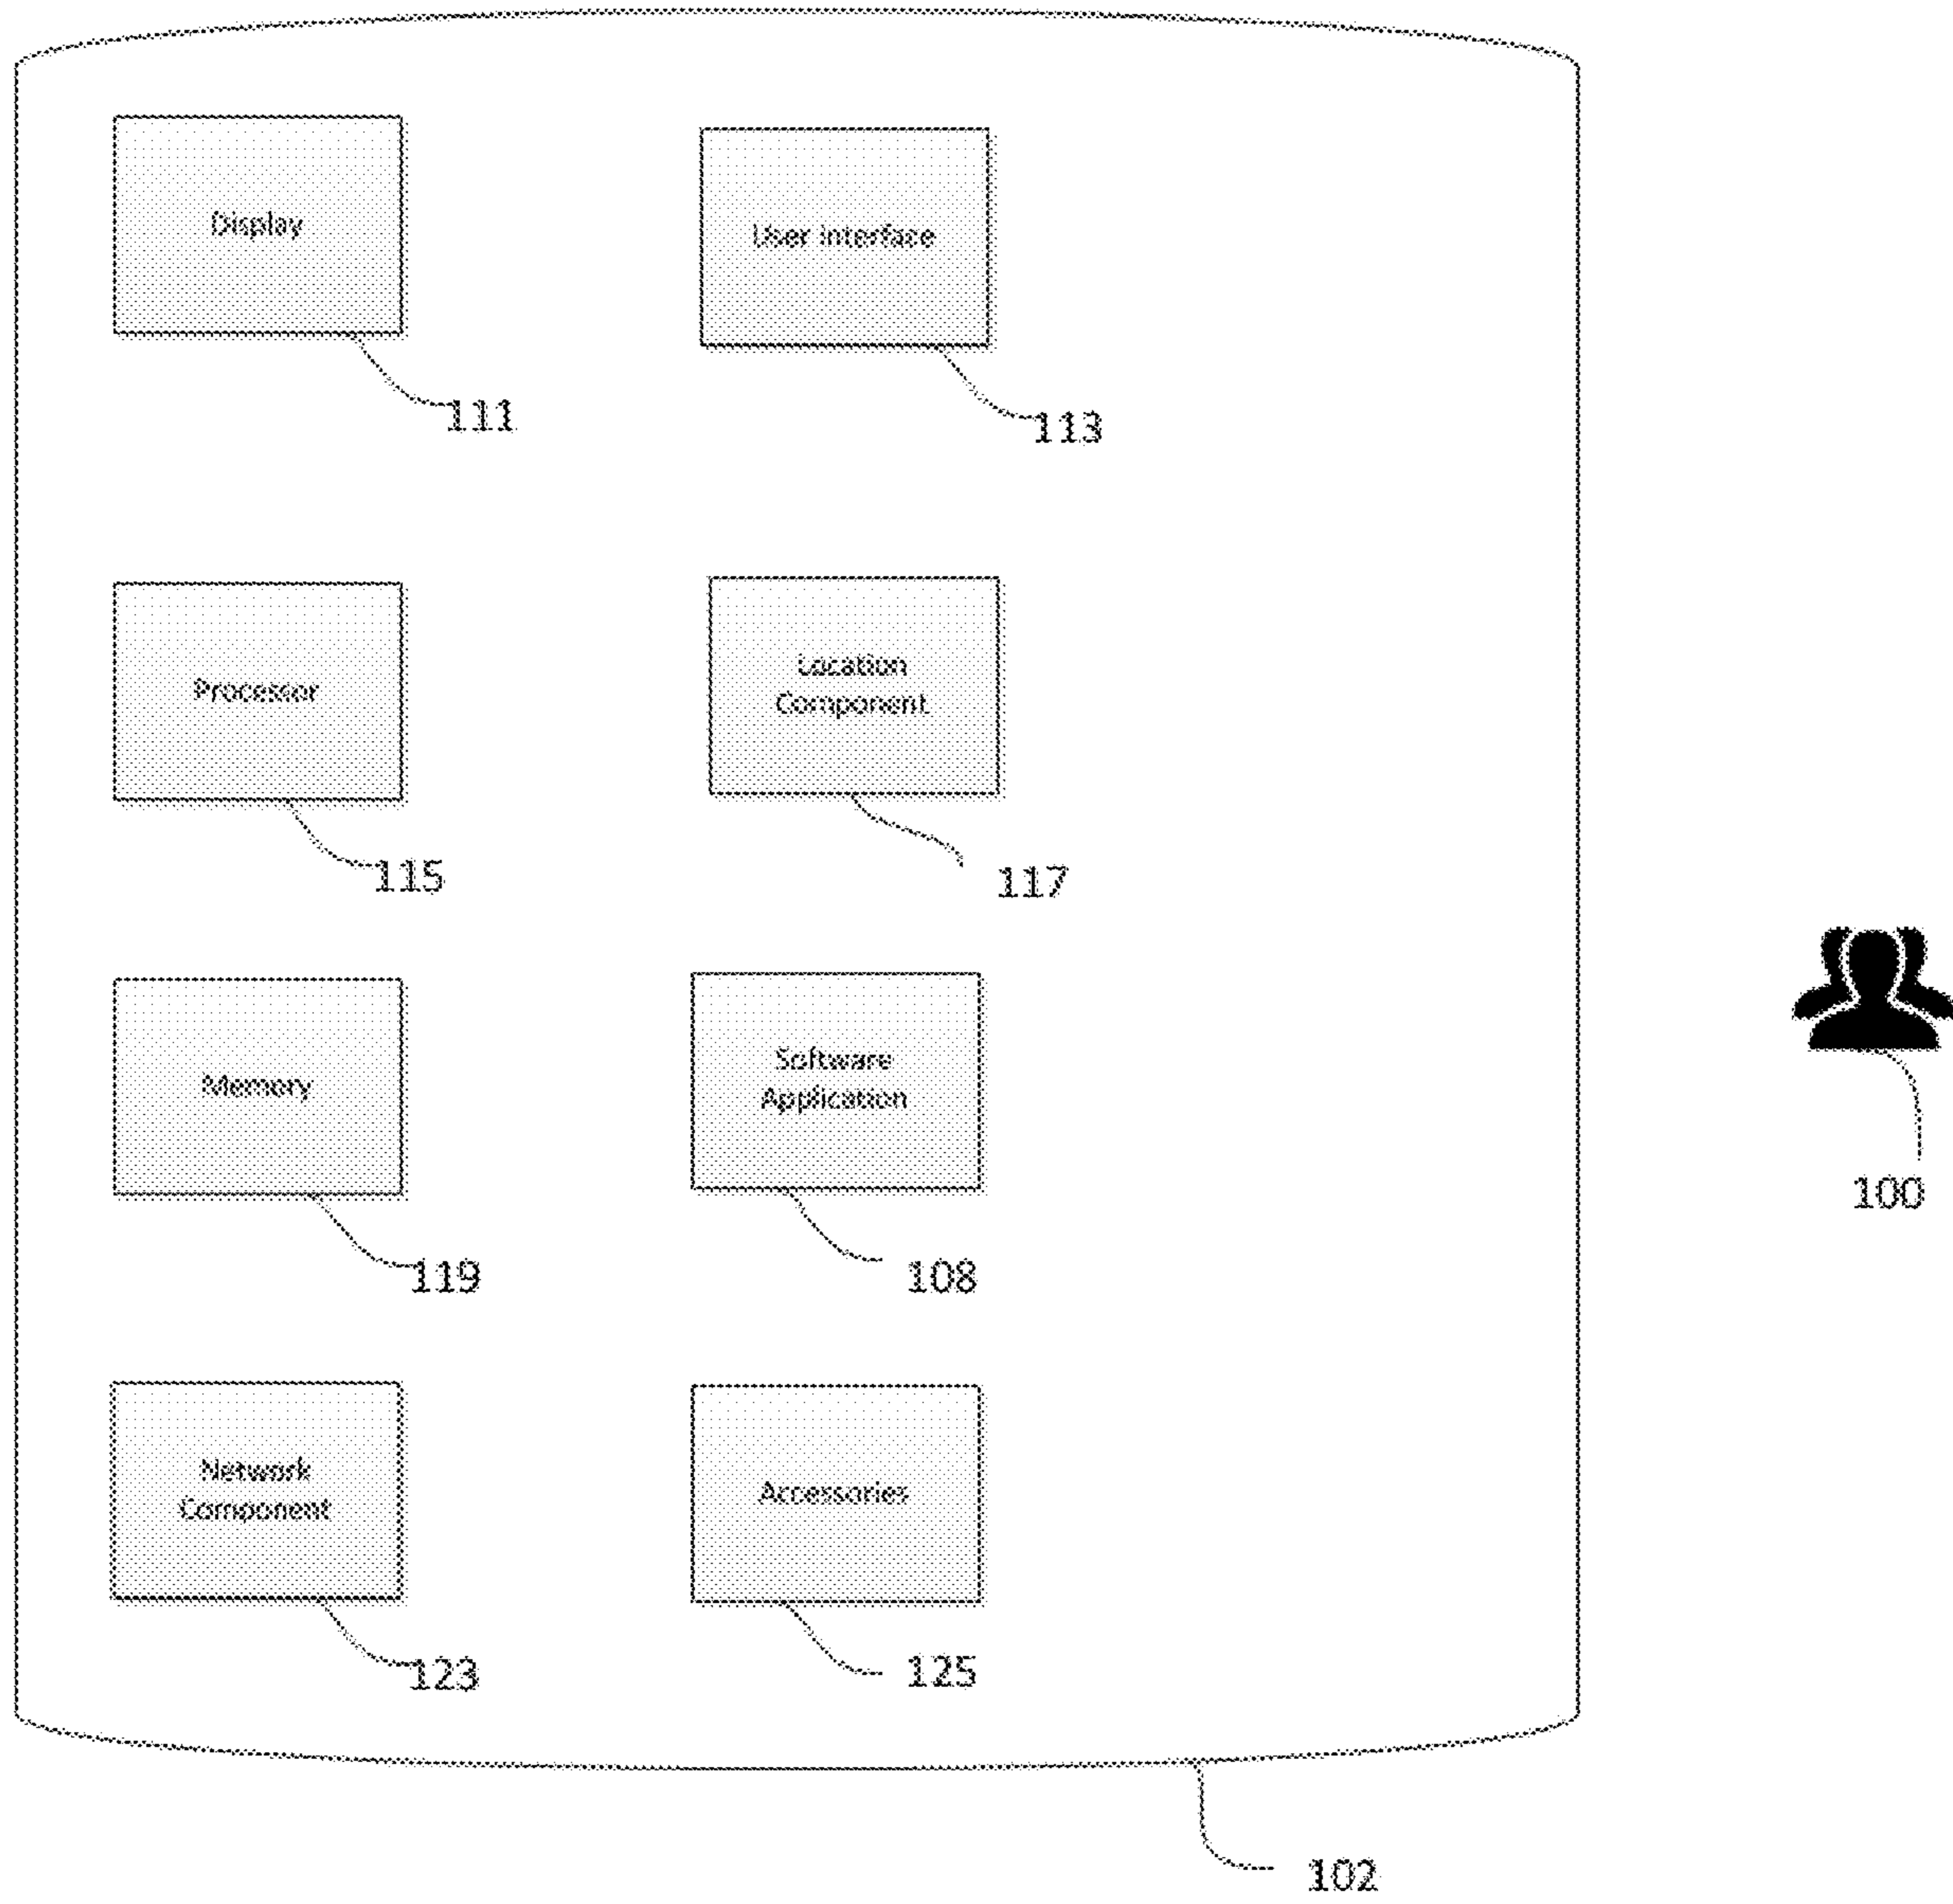 Display
User Interface
111
113
Processor
Location
Component
115
117
Memory
Software
Application
100
119
108
Network
Component
Accessories
123
125
102